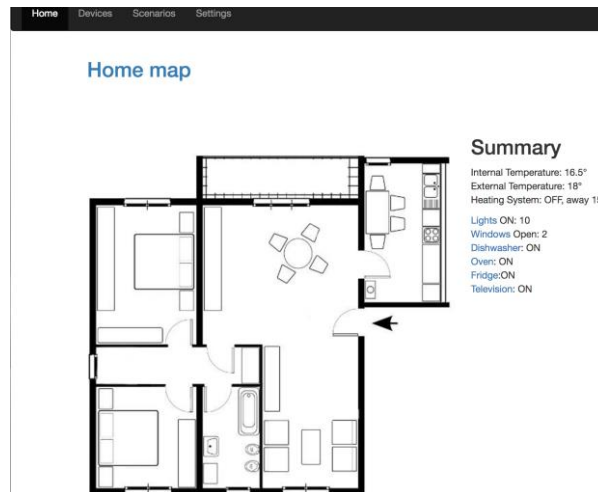 Home Devices Scenarios Settings
Home map
Summary
Internal Temperature: 16.5°
External Temperature: 18°
Heating System: OFF, away 15
Lights ON: 10
Windows Open: 2
Dishwasher: ON
Oven: ON
Fridge:ON
Television: ON